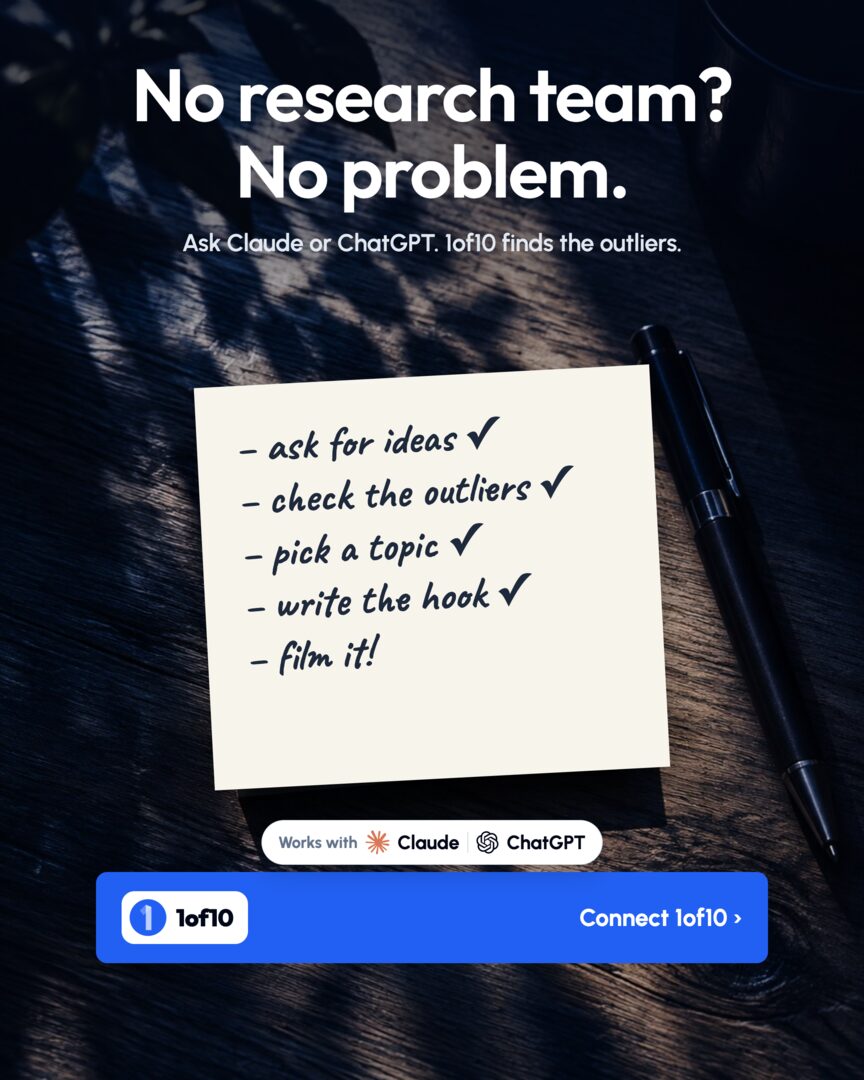 No research team?
No problem.
Ask Claude or ChatGPT. 1of10 finds the outliers.
– ask for ideas ✓
– check the outliers ✓
– pick a topic ✓
– write the hook ✓
– film it!
Works with Claude | ChatGPT
1of10
Connect 1of10 ›